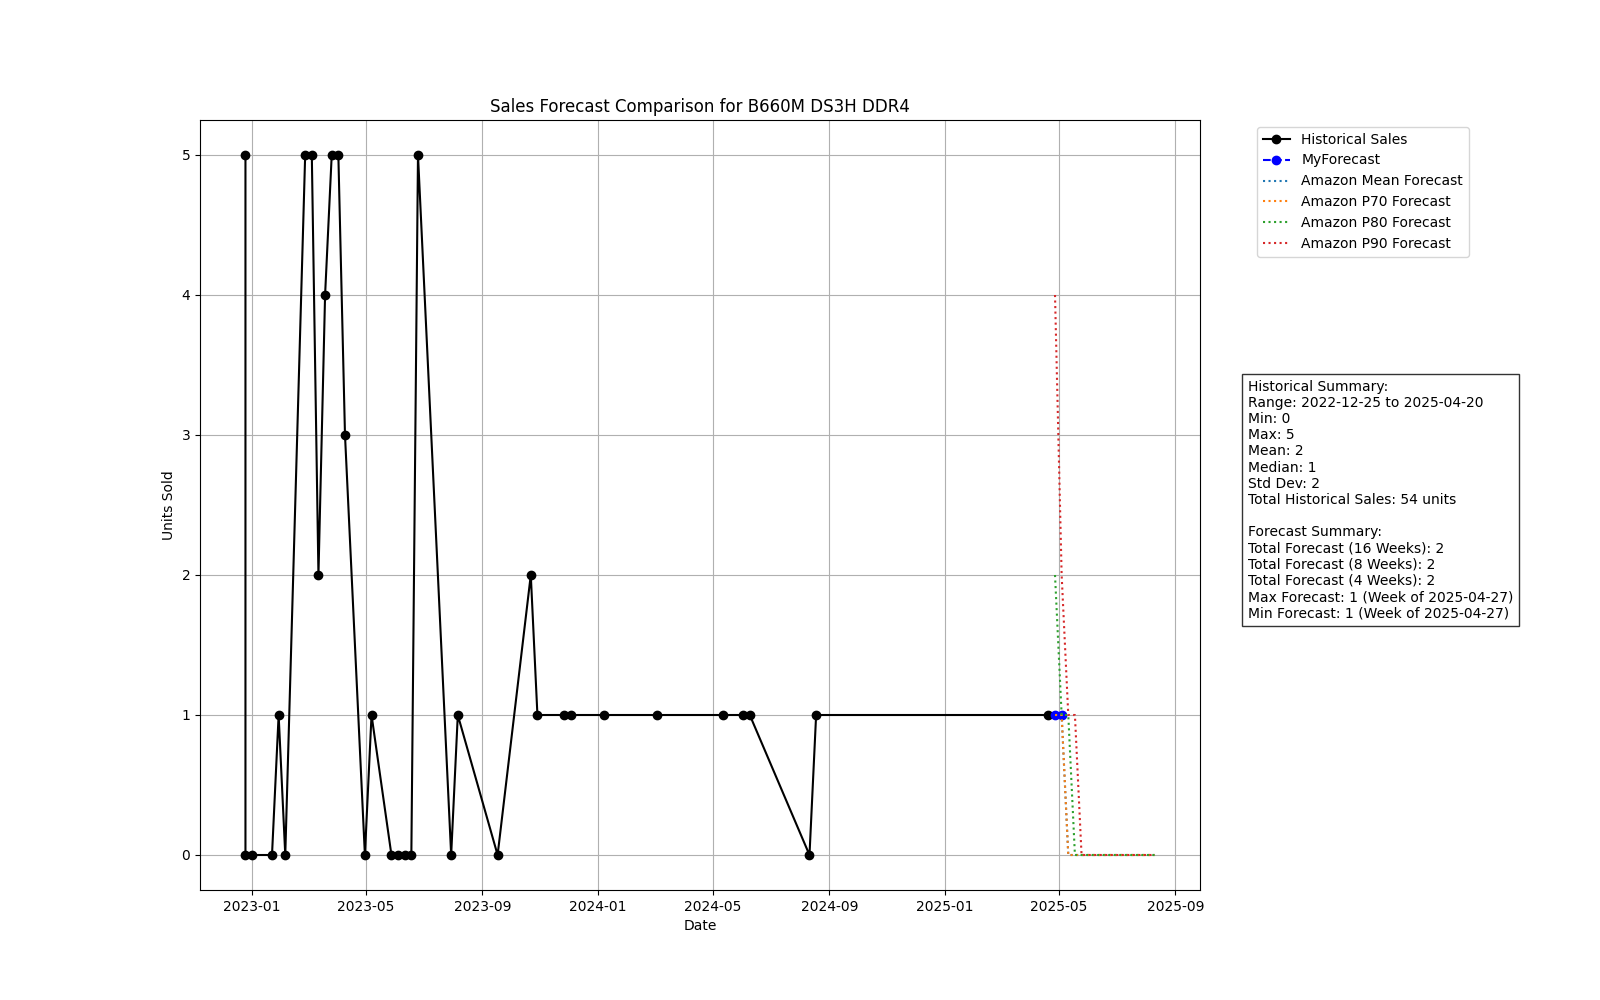 Sales Forecast Comparison for B660M DS3H DDR4
Units Sold
5
4
3
2
1
0
2023-01
2023-05
2023-09
2024-01
2024-05
2024-09
2025-01
2025-05
2025-09
Date
Historical Sales
MyForecast
Amazon Mean Forecast
Amazon P70 Forecast
Amazon P80 Forecast
Amazon P90 Forecast
Historical Summary:
Range: 2022-12-25 to 2025-04-20
Min: 0
Max: 5
Mean: 2
Median: 1
Std Dev: 2
Total Historical Sales: 54 units
Forecast Summary:
Total Forecast (16 Weeks): 2
Total Forecast (8 Weeks): 2
Total Forecast (4 Weeks): 2
Max Forecast: 1 (Week of 2025-04-27)
Min Forecast: 1 (Week of 2025-04-27)